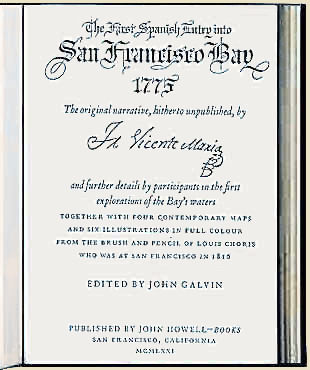 The First Spanish Entry into
San Francisco Bay
1775
The original narrative, hitherto unpublished, by
Fr Vicente Maria
and further details by participants in the first
explorations of the Bay's waters
TOGETHER WITH FOUR CONTEMPORARY MAPS
AND SIX ILLUSTRATIONS IN FULL COLOUR
FROM THE BRUSH AND PENCIL OF LOUIS CHORIS
WHO WAS AT SAN FRANCISCO IN 1816
EDITED BY JOHN GALVIN
PUBLISHED BY JOHN HOWELL—BOOKS
SAN FRANCISCO, CALIFORNIA
MCMLXXI